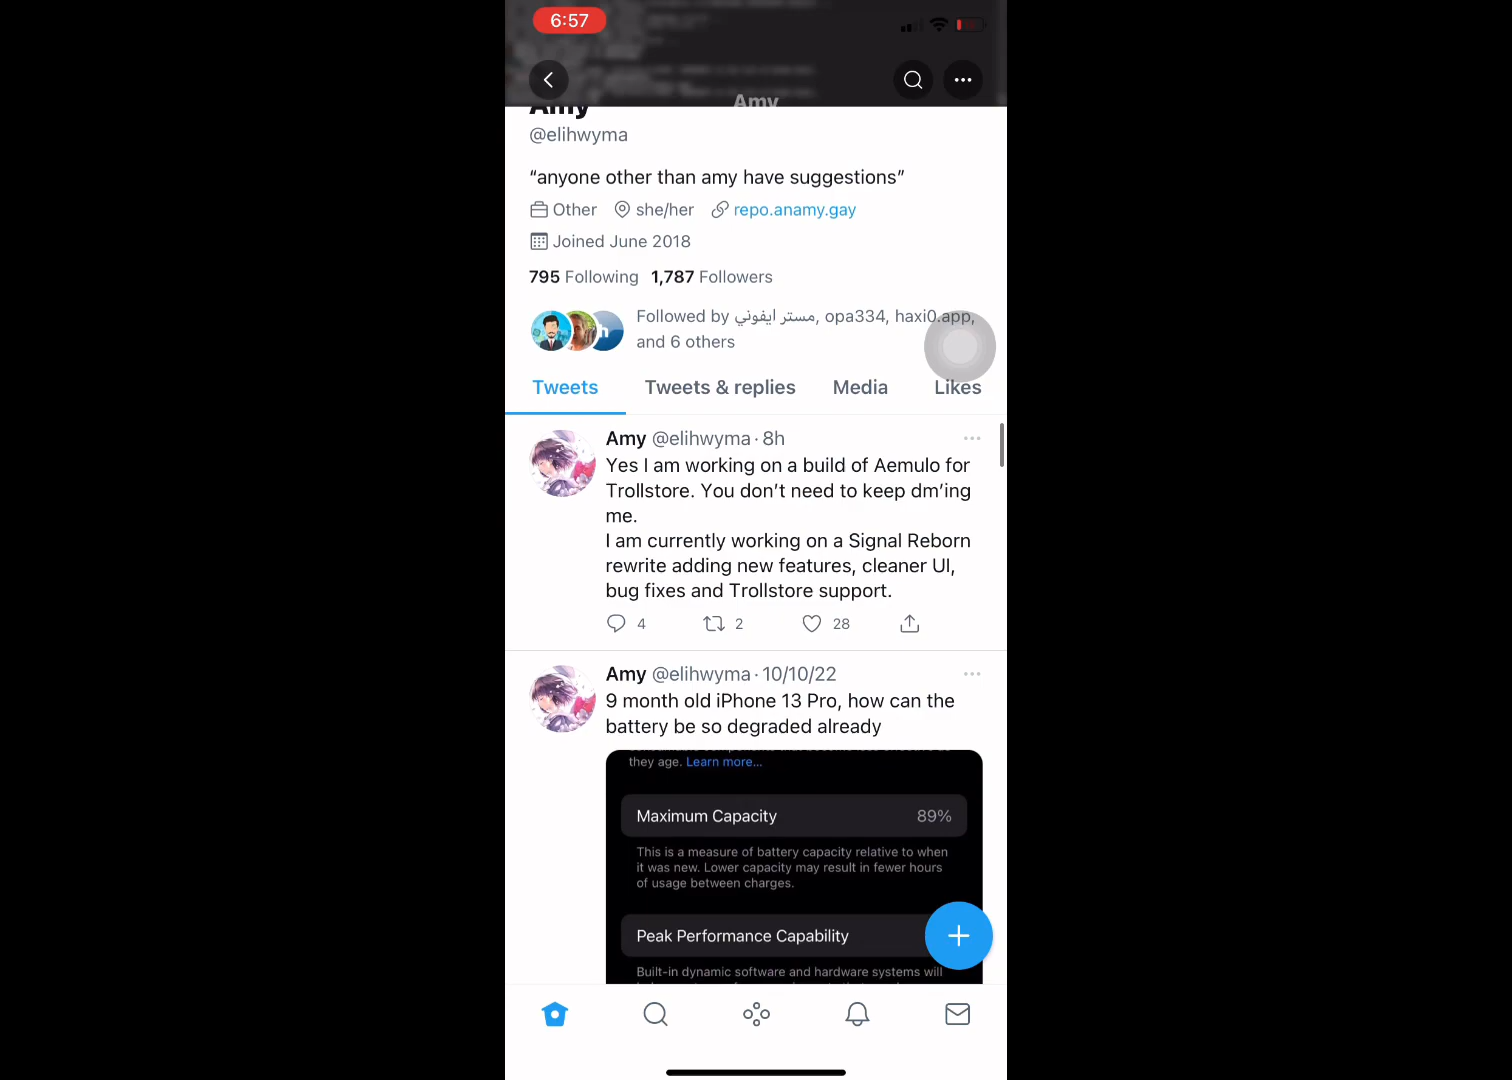 6:57
Amy
Amy
@elihwyma
“anyone other than amy have suggestions”
Other she/her repo.anamy.gay
Joined June 2018
795 Following 1,787 Followers
Followed by مستر ايفوني, opa334, haxi0.app,
and 6 others
Tweets Tweets & replies Media Likes
Amy @elihwyma · 8h
Yes I am working on a build of Aemulo for
Trollstore. You don’t need to keep dm’ing
me.
I am currently working on a Signal Reborn
rewrite adding new features, cleaner UI,
bug fixes and Trollstore support.
4 2 28
Amy @elihwyma · 10/10/22
9 month old iPhone 13 Pro, how can the
battery be so degraded already
they age. Learn more...
Maximum Capacity 89%
This is a measure of battery capacity relative to when
it was new. Lower capacity may result in fewer hours
of usage between charges.
Peak Performance Capability
Built-in dynamic software and hardware systems will